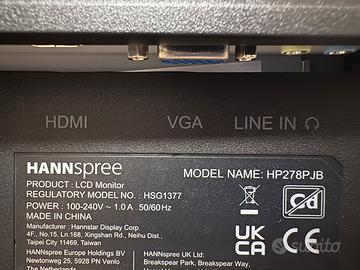 HDMI VGA LINE IN
HANNspree
MODEL NAME: HP278PJB
PRODUCT : LCD Monitor
REGULATORY MODEL NO.: HSG1377
POWER : 100-240V ~ 1.0 A 50/60Hz
MADE IN CHINA
Manufacturer : Hannstar Display Corp.
4F., No.15, Ln.168, Xingshan Rd., Neihu Dist.,
Taipei City 11469, Taiwan
HANNspree Europe Holdings BV
Newtonweg 25, 5928 PN Venlo
The Netherlands
Cd
UK
CA
HANNspree UK Ltd:
Breakspear Park, Breakspear Way,
subito